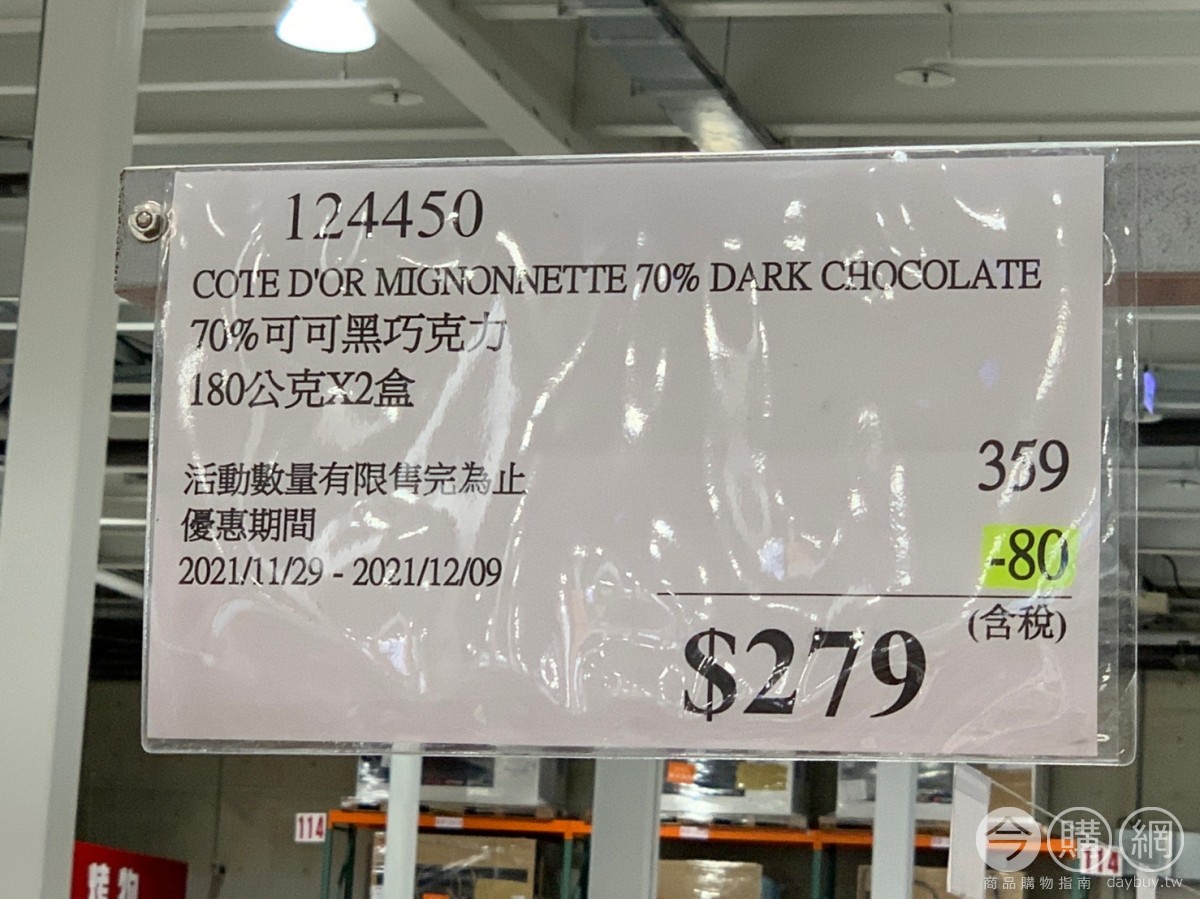 124450
COTE D'OR MIGNONNETTE 70% DARK CHOCOLATE
70%可可黑巧克力
180公克X2盒
活動數量有限售完為止
359
優惠期間
-80
2021/11/29 - 2021/12/09
(含稅)
$279
114
114
今購網
商品購物指南 daybuy.tw